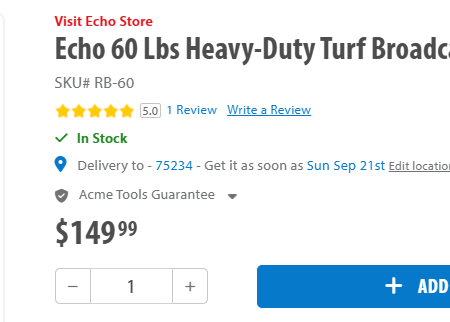 Visit Echo Store
Echo 60 Lbs Heavy-Duty Turf Broadc
SKU# RB-60
5.0 1 Review Write a Review
In Stock
Delivery to - 75234 - Get it as soon as Sun Sep 21st Edit locatio
Acme Tools Guarantee
$149 99
− 1 + + ADD